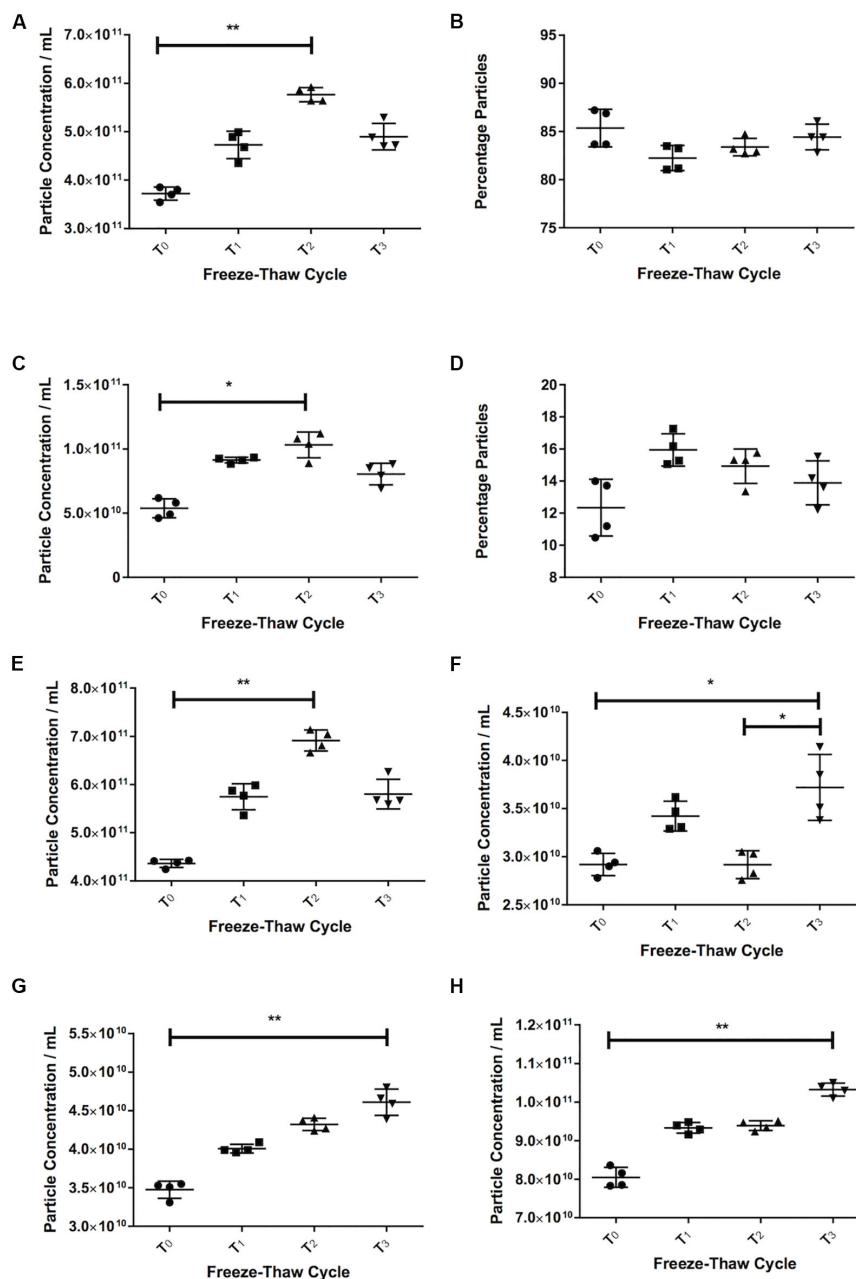 A
Particle Concentration / mL
7.0×10¹¹
6.0×10¹¹
5.0×10¹¹
4.0×10¹¹
3.0×10¹¹
**
T₀ T₁ T₂ T₃
Freeze-Thaw Cycle
B
Percentage Particles
95
90
85
80
75
T₀ T₁ T₂ T₃
Freeze-Thaw Cycle
C
Particle Concentration / mL
1.5×10¹¹
1.0×10¹¹
5.0×10¹⁰
0
*
T₀ T₁ T₂ T₃
Freeze-Thaw Cycle
D
Percentage Particles
20
18
16
14
12
10
8
T₀ T₁ T₂ T₃
Freeze-Thaw Cycle
E
Particle Concentration / mL
8.0×10¹¹
7.0×10¹¹
6.0×10¹¹
5.0×10¹¹
4.0×10¹¹
**
T₀ T₁ T₂ T₃
Freeze-Thaw Cycle
F
Particle Concentration / mL
4.5×10¹⁰
4.0×10¹⁰
3.5×10¹⁰
3.0×10¹⁰
2.5×10¹⁰
*
*
T₀ T₁ T₂ T₃
Freeze-Thaw Cycle
G
Particle Concentration / mL
5.5×10¹⁰
5.0×10¹⁰
4.5×10¹⁰
4.0×10¹⁰
3.5×10¹⁰
3.0×10¹⁰
**
T₀ T₁ T₂ T₃
Freeze-Thaw Cycle
H
Particle Concentration / mL
1.2×10¹¹
1.1×10¹¹
1.0×10¹¹
9.0×10¹⁰
8.0×10¹⁰
7.0×10¹⁰
**
T₀ T₁ T₂ T₃
Freeze-Thaw Cycle